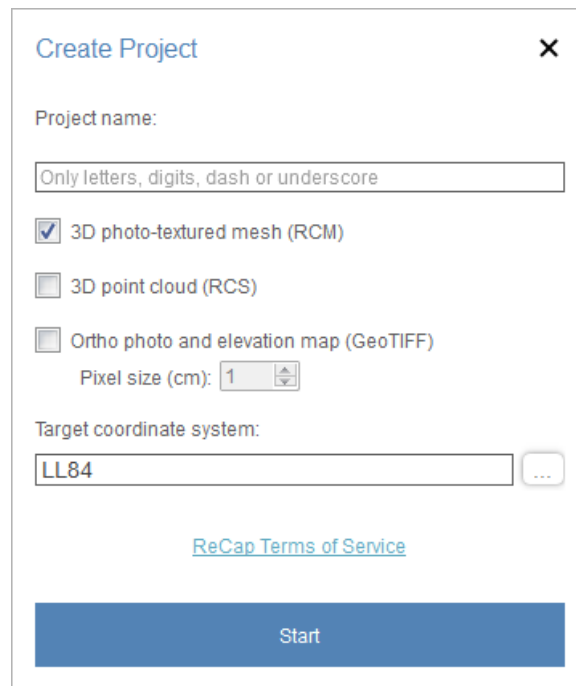 Create Project
Project name:
Only letters, digits, dash or underscore
3D photo-textured mesh (RCM)
3D point cloud (RCS)
Ortho photo and elevation map (GeoTIFF)
Pixel size (cm): 1
Target coordinate system:
LL84 ...
ReCap Terms of Service
Start